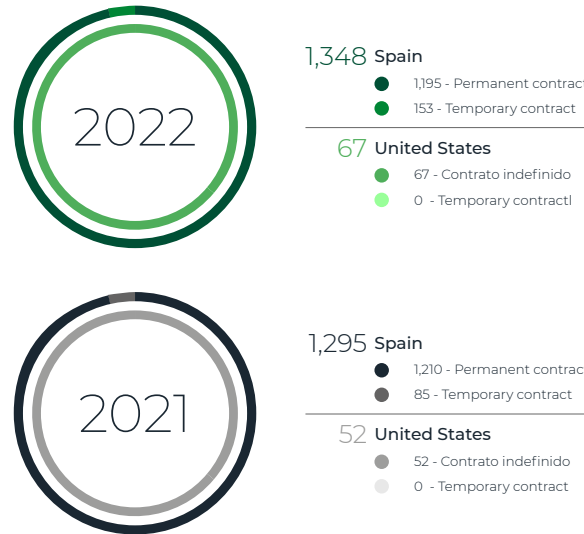 2022
1,348 Spain
1,195 - Permanent contract
153 - Temporary contract
67 United States
67 - Contrato indefinido
0 - Temporary contractl
2021
1,295 Spain
1,210 - Permanent contrac
85 - Temporary contract
52 United States
52 - Contrato indefinido
0 - Temporary contract